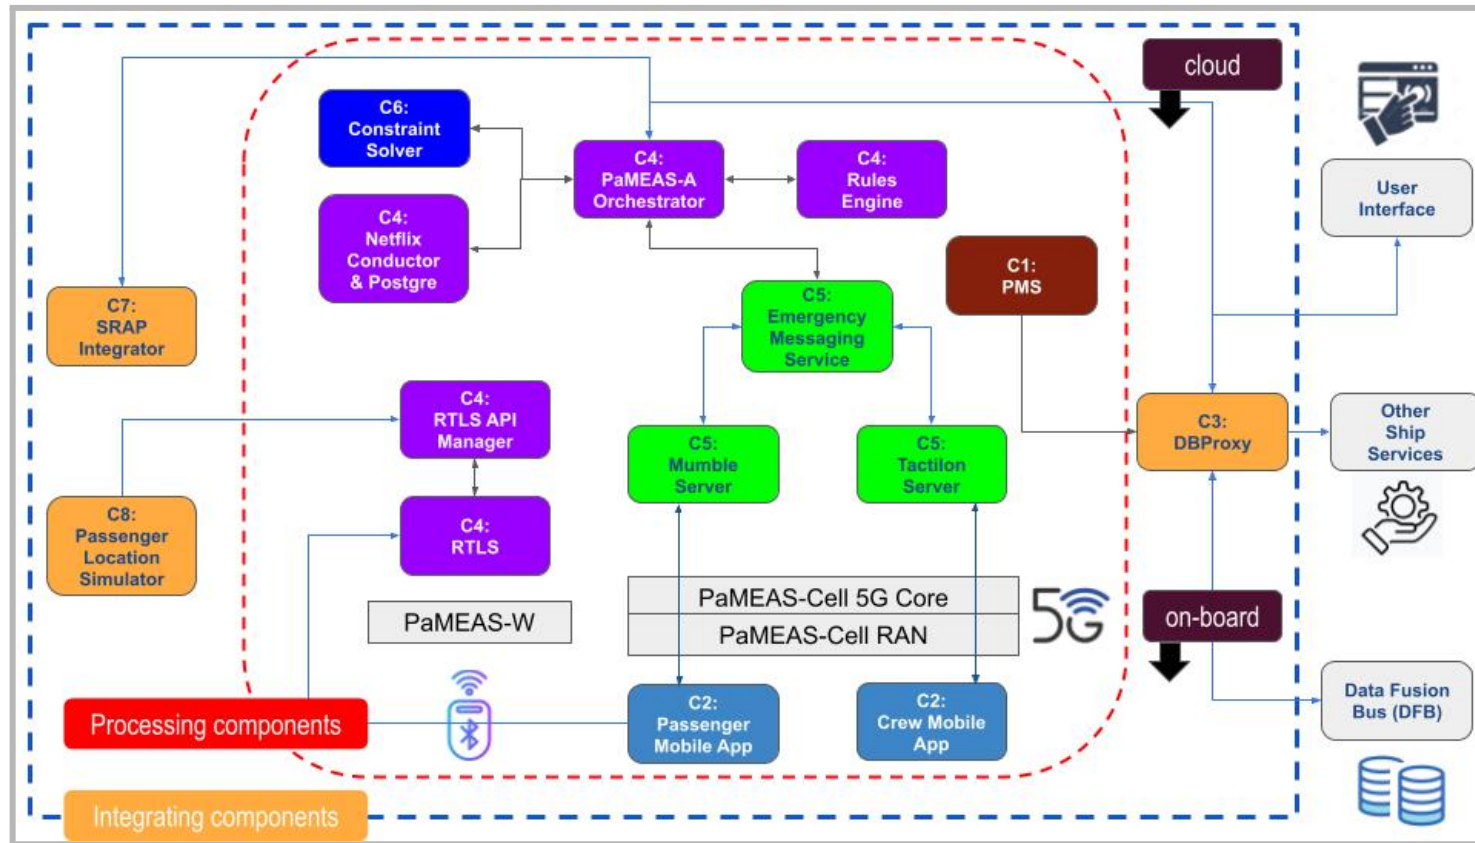 cloud
C6:
Constraint
Solver
C4:
PaMEAS-A
Orchestrator
C4:
Rules
Engine
User
Interface
C4:
Netflix
Conductor
& Postgre
C1:
PMS
C7:
SRAP
Integrator
C5:
Emergency
Messaging
Service
C4:
RTLS API
Manager
C3:
DBProxy
Other
Ship
Services
C5:
Mumble
Server
C5:
Tactilon
Server
C8:
Passenger
Location
Simulator
C4:
RTLS
PaMEAS-W
PaMEAS-Cell 5G Core
PaMEAS-Cell RAN
5G
on-board
Processing components
C2:
Passenger
Mobile App
C2:
Crew Mobile
App
Data Fusion
Bus (DFB)
Integrating components